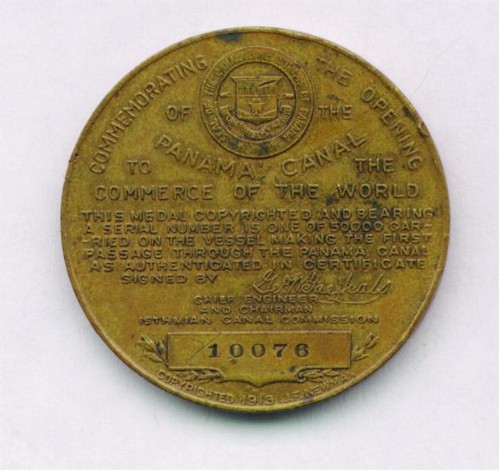 COMMEMORATING THE OPENING
OF THE
PANAMA CANAL
TO THE
COMMERCE OF THE WORLD
THIS MEDAL COPYRIGHTED AND BEARING
A SERIAL NUMBER IS ONE OF 50000 CAR-
RIED ON THE VESSEL MAKING THE FIRST
PASSAGE THROUGH THE PANAMA CANAL
AS AUTHENTICATED IN CERTIFICATE
SIGNED BY Geo W Goethals
CHIEF ENGINEER
AND CHAIRMAN
ISTHMIAN CANAL COMMISSION
10076
COPYRIGHTED 1913 J.F. NEWMAN